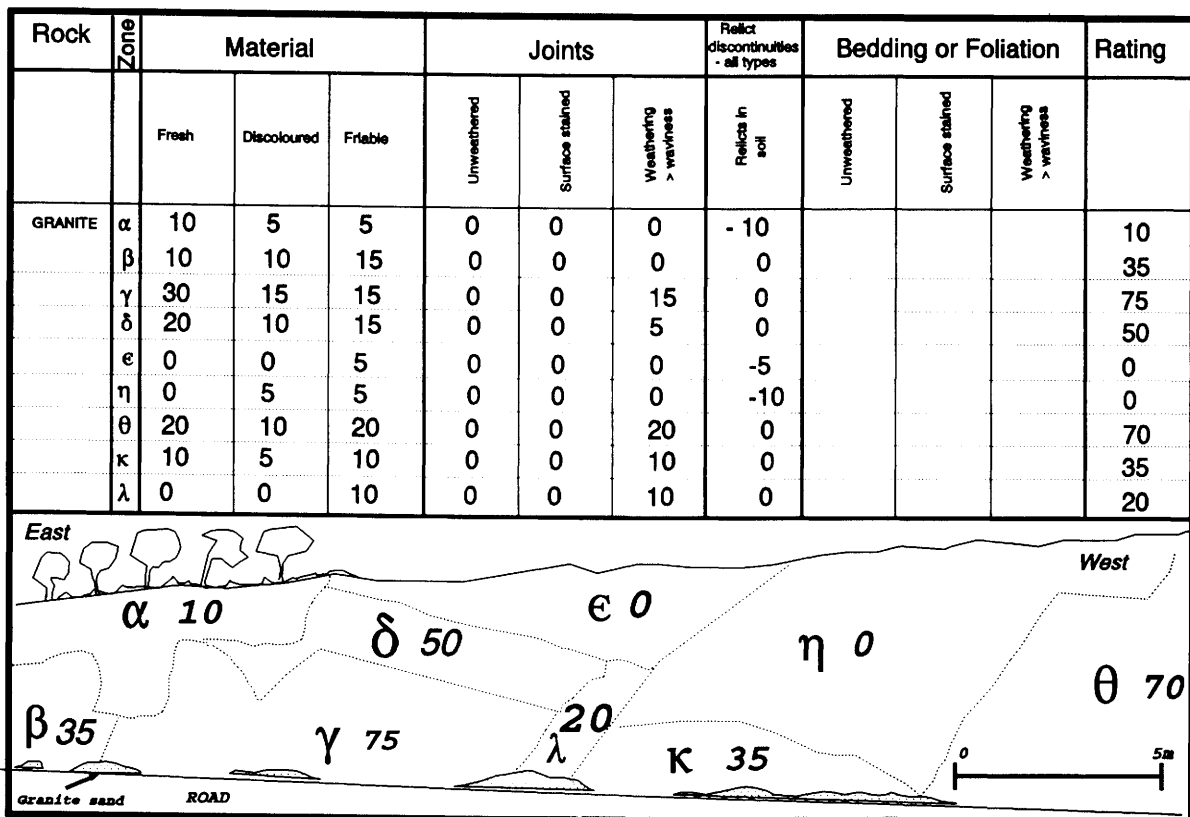 Rock Zone Material Joints Relict discontinuities - all types Bedding or Foliation Rating
Fresh Discoloured Friable Unweathered Surface stained Weathering > waviness Relicts in soil Unweathered Surface stained Weathering > waviness
GRANITE α 10 5 5 0 0 0 - 10 10
β 10 10 15 0 0 0 0 35
γ 30 15 15 0 0 15 0 75
δ 20 10 15 0 0 5 0 50
ϵ 0 0 5 0 0 0 -5 0
η 0 5 5 0 0 0 -10 0
θ 20 10 20 0 0 20 0 70
κ 10 5 10 0 0 10 0 35
λ 0 0 10 0 0 10 0 20
East
West
α 10
ϵ 0
δ 50
η 0
θ 70
20
β 35
γ 75
λ
κ 35
0 5m
Granite sand ROAD